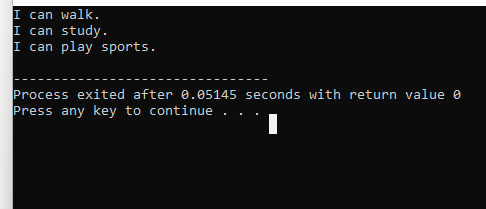 I can walk.
I can study.
I can play sports.
--------------------------------
Process exited after 0.05145 seconds with return value 0
Press any key to continue . . .